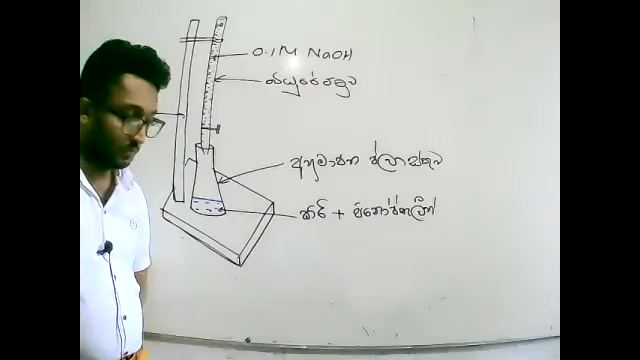 0.1M NaOH
බියුරෙට්ටුව
අනුමාපන ප්ලාස්කුව
කිරි + පිනෝප්තලීන්